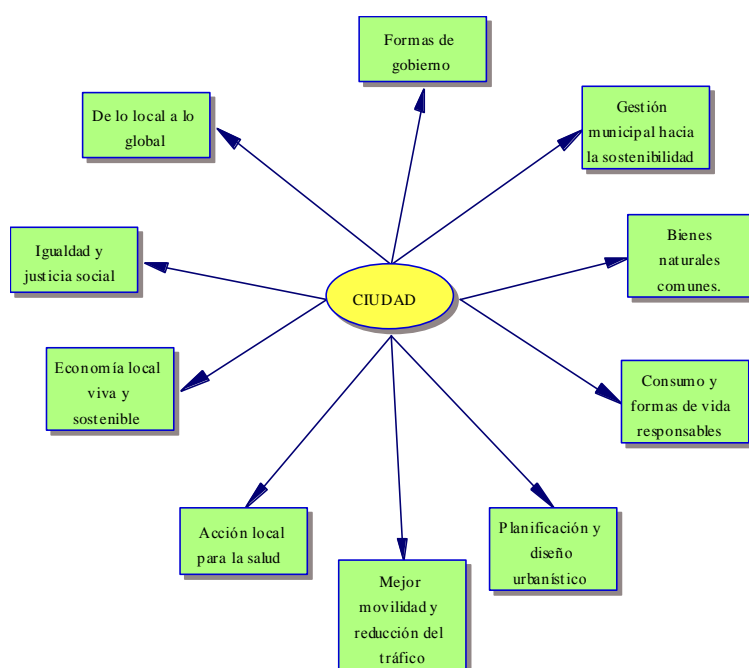 Formas de
gobierno
De lo local a lo
global
Gestión
municipal hacia
la sostenibilidad
Igualdad y
justicia social
Bienes
naturales
comunes.
CIUDAD
Economía local
viva y
sostenible
Consumo y
formas de vida
responsables
Acción local
para la salud
Planificación y
diseño
urbanístico
Mejor
movilidad y
reducción del
tráfico